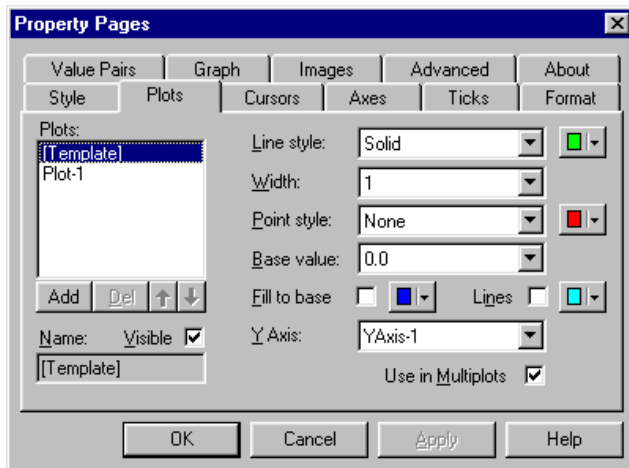 Property Pages
Value Pairs Graph Images Advanced About
Style Plots Cursors Axes Ticks Format
Plots:
[Template]
Plot-1
Line style: Solid
Width: 1
Point style: None
Base value: 0.0
Add Del
Fill to base Lines
Name: Visible
Y Axis: YAxis-1
[Template]
Use in Multiplots
OK Cancel Apply Help